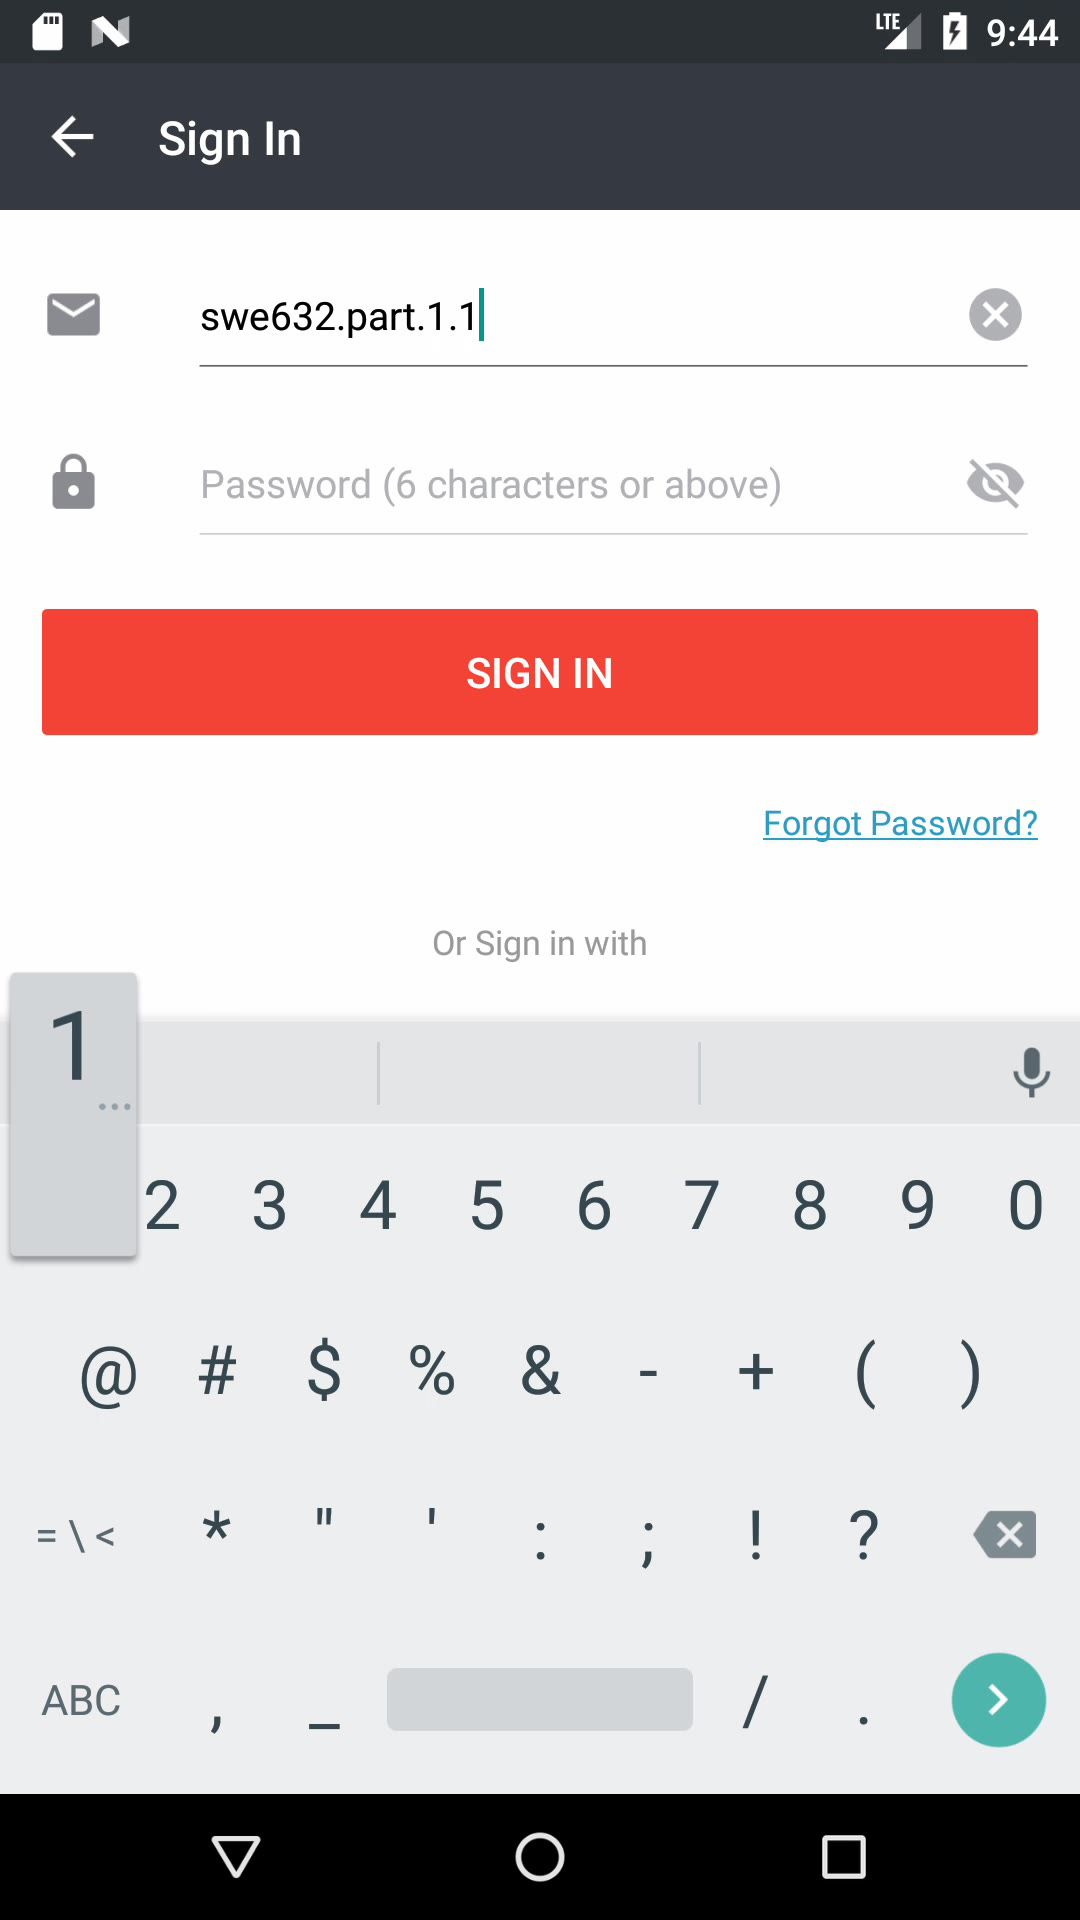 LTE 9:44
Sign In
swe632.part.1.1
Password (6 characters or above)
SIGN IN
Forgot Password?
Or Sign in with
1
...
2 3 4 5 6 7 8 9 0
@ # $ % & - + ( )
= \ < * " ' : ; ! ?
ABC , _ / .